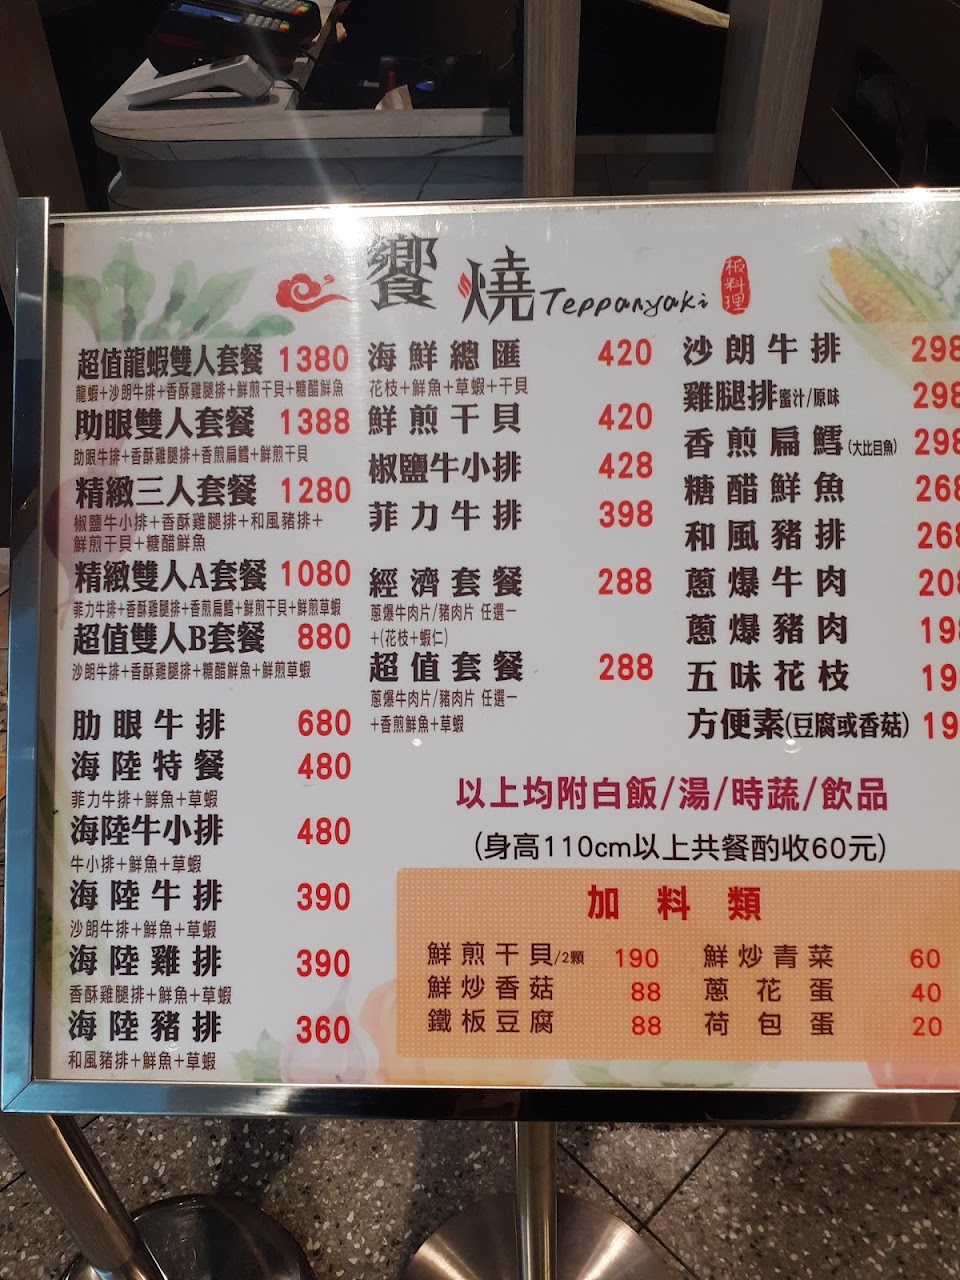 饗燒 Teppanyaki 板料理
超值龍蝦雙人套餐 1380
龍蝦+沙朗牛排+香酥雞腿排+鮮煎干貝+糖醋鮮魚
肋眼雙人套餐 1388
肋眼牛排+香酥雞腿排+香煎扁鱈+鮮煎干貝
精緻三人套餐 1280
椒鹽牛小排+香酥雞腿排+和風豬排+
鮮煎干貝+糖醋鮮魚
精緻雙人A套餐 1080
菲力牛排+香酥雞腿排+香煎扁鱈+鮮煎干貝+鮮煎草蝦
超值雙人B套餐 880
沙朗牛排+香酥雞腿排+糖醋鮮魚+鮮煎草蝦
肋眼牛排 680
海陸特餐 480
菲力牛排+鮮魚+草蝦
海陸牛小排 480
牛小排+鮮魚+草蝦
海陸牛排 390
沙朗牛排+鮮魚+草蝦
海陸雞排 390
香酥雞腿排+鮮魚+草蝦
海陸豬排 360
和風豬排+鮮魚+草蝦
海鮮總匯 420
花枝+鮮魚+草蝦+干貝
鮮煎干貝 420
椒鹽牛小排 428
菲力牛排 398
經濟套餐 288
蔥爆牛肉片/豬肉片 任選一
+(花枝+蝦仁)
超值套餐 288
蔥爆牛肉片/豬肉片 任選一
+香煎鮮魚+草蝦
沙朗牛排 298
雞腿排 蜜汁/原味 298
香煎扁鱈(大比目魚) 298
糖醋鮮魚 268
和風豬排 268
蔥爆牛肉 208
蔥爆豬肉 198
五味花枝 19
方便素(豆腐或香菇) 19
以上均附白飯/湯/時蔬/飲品
(身高110cm以上共餐酌收60元)
加料類
鮮煎干貝/2顆 190
鮮炒香菇 88
鐵板豆腐 88
鮮炒青菜 60
蔥花蛋 40
荷包蛋 20